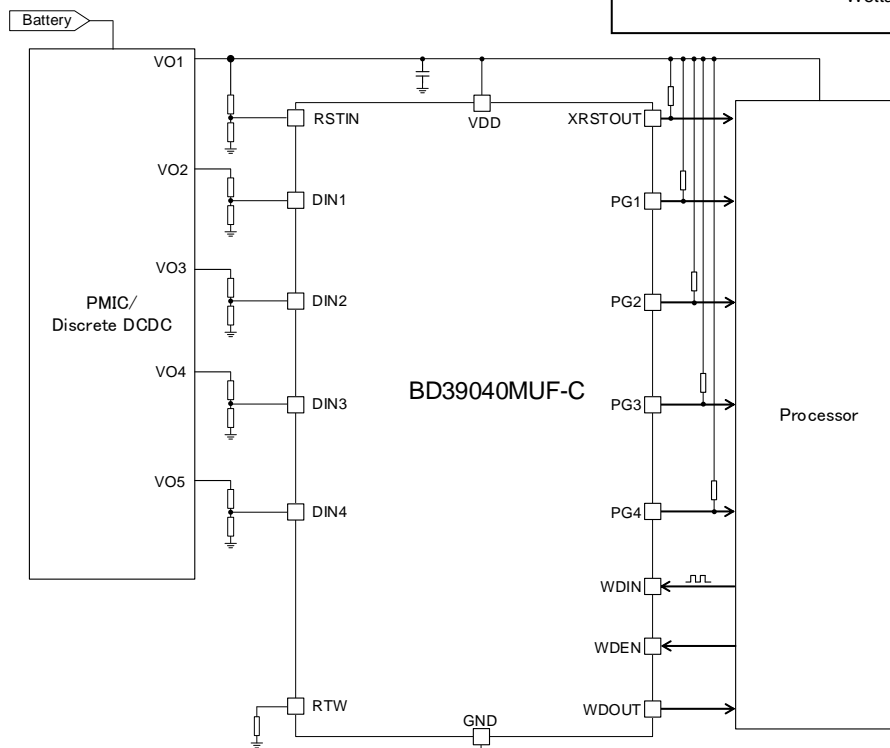 Battery
VO1
RSTIN
VDD
XRSTOUT
VO2
DIN1
PG1
VO3
DIN2
PG2
PMIC/
Discrete DCDC
VO4
DIN3
BD39040MUF-C
PG3
Processor
VO5
DIN4
PG4
WDIN
WDEN
RTW
GND
WDOUT